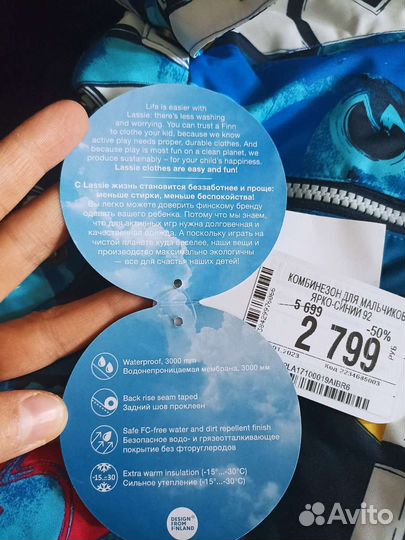 Life is easier with
Lassie: there's less washing
and worrying. You can trust a Finn
to clothe your kid, because we know
active play needs proper, durable clothes. And
because play is most fun on a clean planet, we
produce sustainably – for your child's happiness.
Lassie clothes are easy and fun!
С Lassie жизнь становится беззаботнее и проще:
меньше стирки, меньше беспокойства!
Вы легко можете доверить финскому бренду
одевать вашего ребенка. Потому что мы знаем,
что для активных игр нужна долговечная и
качественная одежда. А поскольку играть на
чистой планете куда веселее, наши вещи и
производство максимально экологичны
— все для счастья наших детей!
КОМБИНЕЗОН ДЛЯ МАЛЬЧИКОВ
ЯРКО-СИНИЙ 92
5 699
-50%
2 799
РУБ
.01.2023
Код 2234645003
Waterproof, 3000 mm
Водонепроницаемая мембрана, 3000 мм
Back rise seam taped
Задний шов проклеен
Safe FC-free water and dirt repellent finish
Безопасное водо- и грязеотталкивающее
покрытие без фторуглеродов
-15..-30
Extra warm insulation (-15°...-30°C)
Сильное утепление (-15°...-30°C)
DESIGN
FROM
FINLAND
Avito